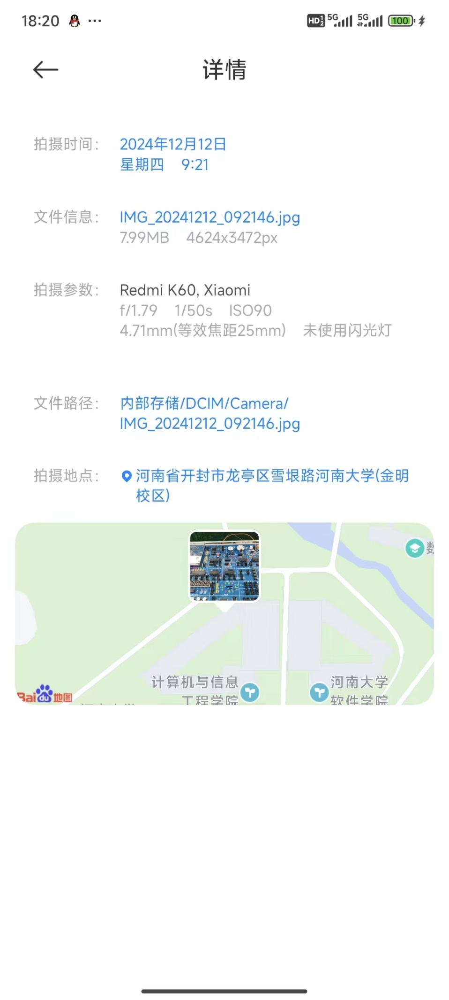 18:20 ... HD 1 2 5G 5G 100
详情
拍摄时间： 2024年12月12日
星期四 9:21
文件信息： IMG_20241212_092146.jpg
7.99MB 4624x3472px
拍摄参数： Redmi K60, Xiaomi
f/1.79 1/50s ISO90
4.71mm(等效焦距25mm) 未使用闪光灯
文件路径： 内部存储/DCIM/Camera/
IMG_20241212_092146.jpg
拍摄地点： 河南省开封市龙亭区雪垠路河南大学(金明
校区)
数
计算机与信息
工程学院
河南大学
软件学院
Bai du 地图